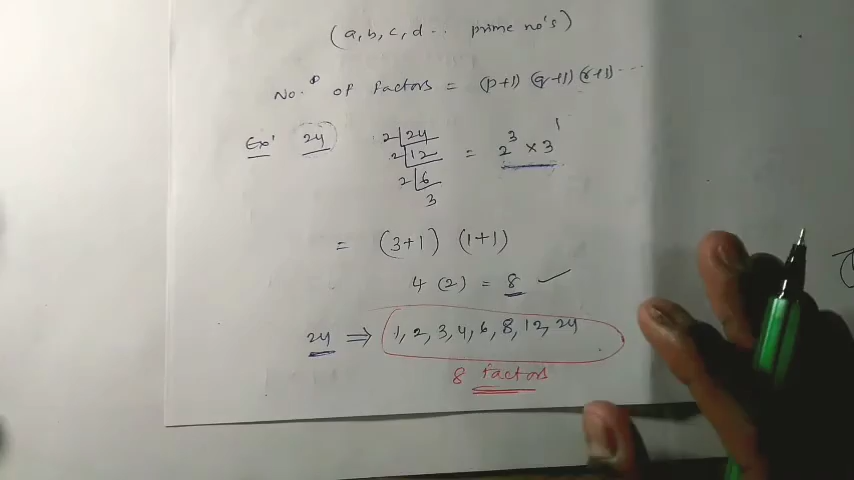 (a, b, c, d .. prime no's)
No. of factors = (p+1) (q+1) (r+1) ...
Ex' 24 2 | 24 = 2³ × 3¹
2 | 12
2 | 6
3
= (3+1) (1+1)
4 (2) = 8 ✓
24 ⇒ 1, 2, 3, 4, 6, 8, 12, 24
8 factors